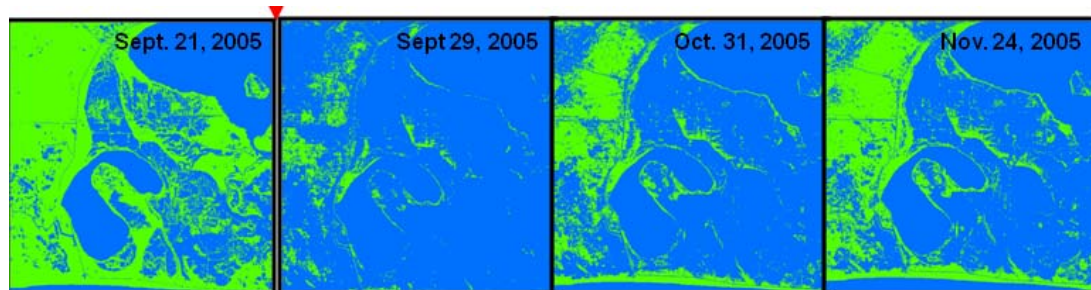 Sept. 21, 2005
Sept 29, 2005
Oct. 31, 2005
Nov. 24, 2005